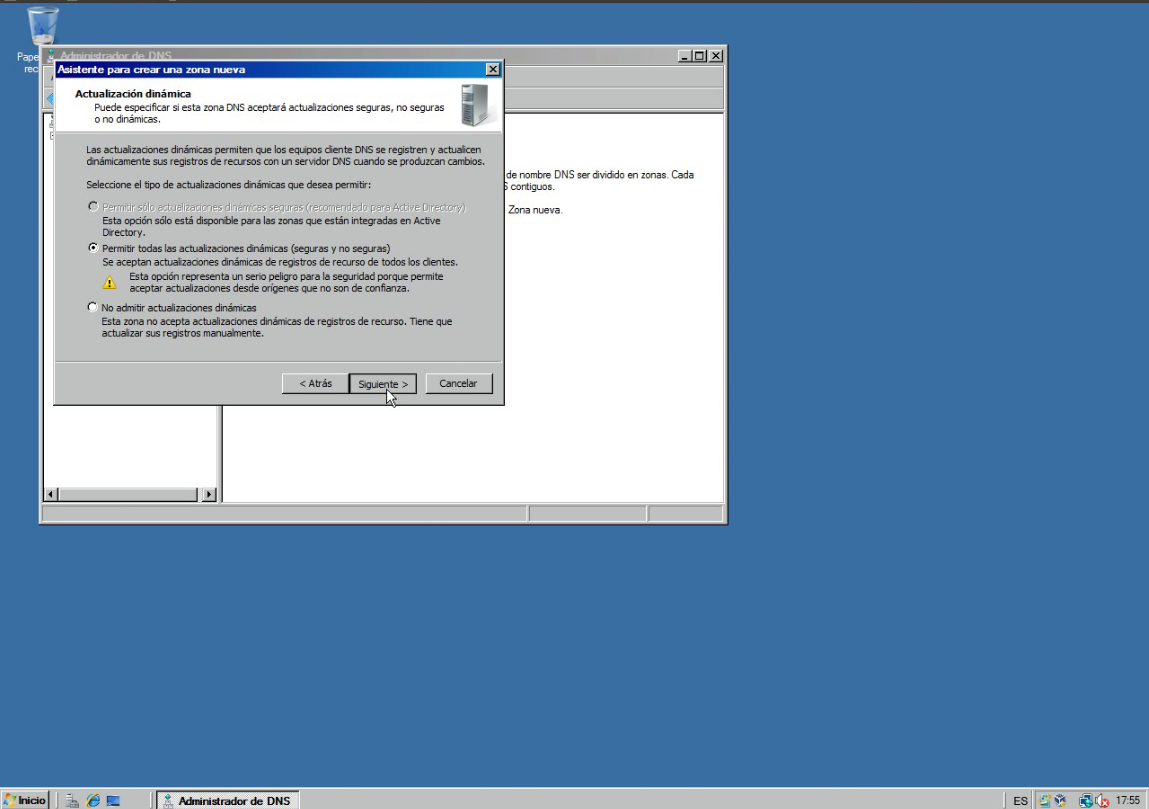 Pape
rec
Administrador de DNS
Asistente para crear una zona nueva
Actualización dinámica
Puede especificar si esta zona DNS aceptará actualizaciones seguras, no seguras
o no dinámicas.
Las actualizaciones dinámicas permiten que los equipos cliente DNS se registren y actualicen
dinámicamente sus registros de recursos con un servidor DNS cuando se produzcan cambios.
Seleccione el tipo de actualizaciones dinámicas que desea permitir:
Permitir sólo actualizaciones dinámicas seguras (recomendado para Active Directory)
Esta opción sólo está disponible para las zonas que están integradas en Active
Directory.
Permitir todas las actualizaciones dinámicas (seguras y no seguras)
Se aceptan actualizaciones dinámicas de registros de recurso de todos los clientes.
Esta opción representa un serio peligro para la seguridad porque permite
aceptar actualizaciones desde orígenes que no son de confianza.
No admitir actualizaciones dinámicas
Esta zona no acepta actualizaciones dinámicas de registros de recurso. Tiene que
actualizar sus registros manualmente.
< Atrás
Siguiente >
Cancelar
de nombre DNS ser dividido en zonas. Cada
S contiguos.
Zona nueva.
Inicio
Administrador de DNS
ES
17:55